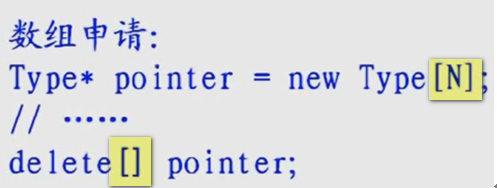 数组申请:
Type* pointer = new Type[N];
// ……
delete[] pointer;